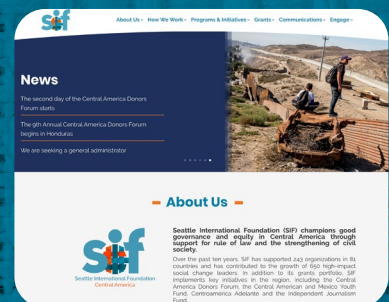 sif
About Us How We Work Programs & Initiatives Grants Communications Engage
News
The second day of the Central America Donors
Forum starts
The 9th Annual Central America Donors Forum
begins in Honduras
We are seeking a general administrator
About Us
sif
Seattle International Foundation
Central America
Seattle International Foundation (SIF) champions good
governance and equity in Central America through
support for rule of law and the strengthening of civil
society.
Over the past ten years, SIF has supported 243 organizations in 81
countries and has contributed to the growth of 650 high-impact
social change leaders. In addition to its grants portfolio, SIF
implements key initiatives in the region, including the Central
America Donors Forum, the Central American and Mexico Youth
Fund, Centroamérica Adelante and the Independent Journalism
Fund.